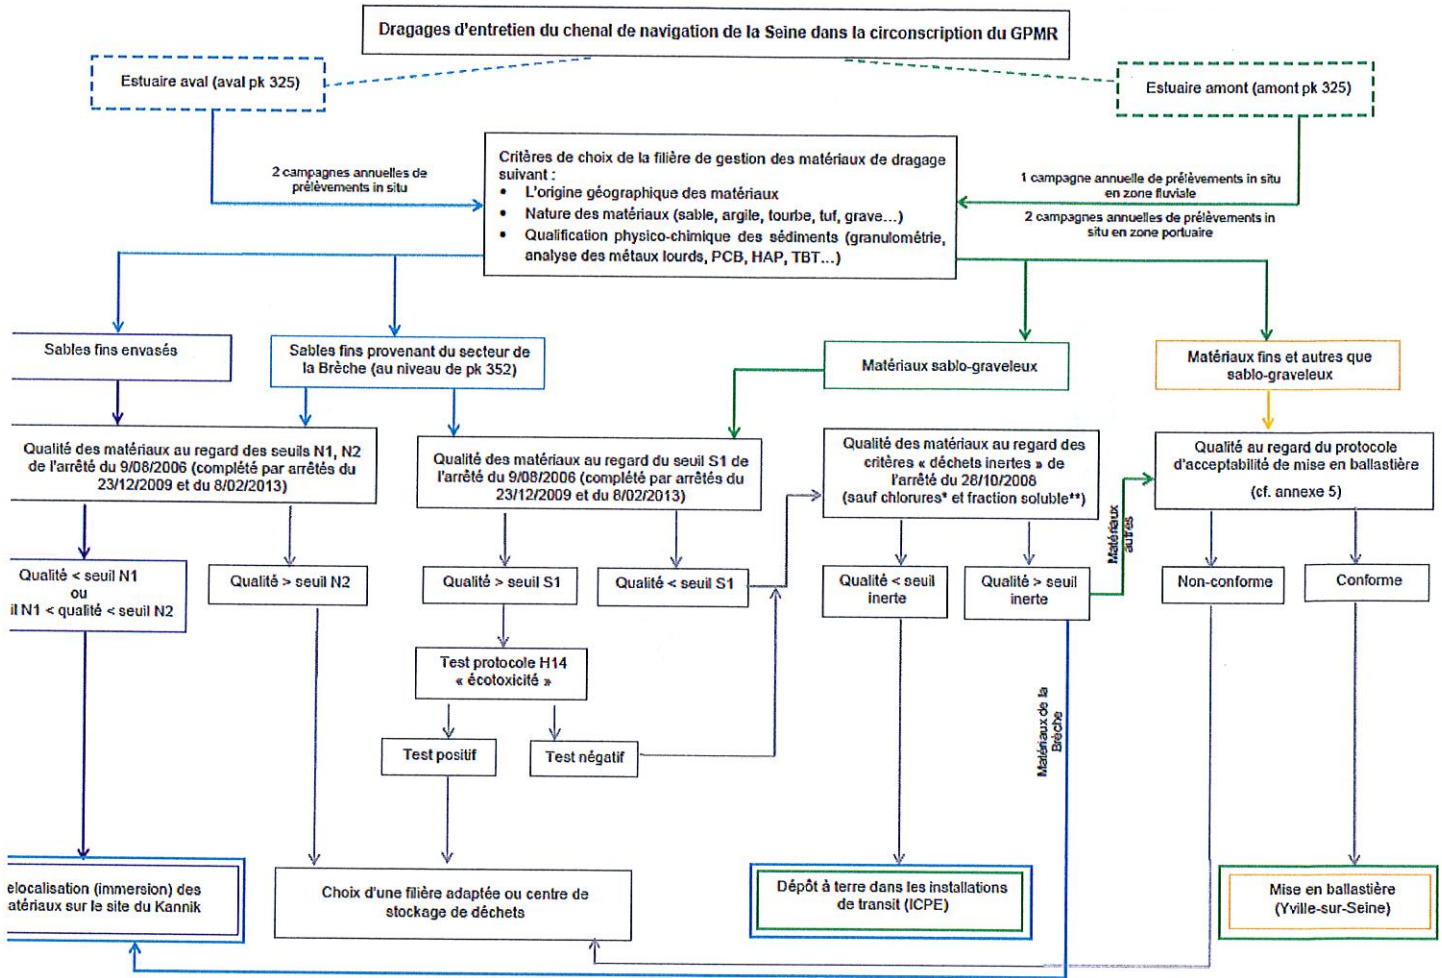 Dragages d'entretien du chenal de navigation de la Seine dans la circonscription du GPMR
Estuaire aval (aval pk 325)
Estuaire amont (amont pk 325)
2 campagnes annuelles de
prélèvements in situ
Critères de choix de la filière de gestion des matériaux de dragage
suivant :
• L'origine géographique des matériaux
• Nature des matériaux (sable, argile, tourbe, tuf, grave…)
• Qualification physico-chimique des sédiments (granulométrie,
analyse des métaux lourds, PCB, HAP, TBT…)
1 campagne annuelle de prélèvements in situ
en zone fluviale
2 campagnes annuelles de prélèvements in
situ en zone portuaire
Sables fins envasés
Sables fins provenant du secteur de
la Brèche (au niveau de pk 352)
Matériaux sablo-graveleux
Matériaux fins et autres que
sablo-graveleux
Qualité des matériaux au regard des seuils N1, N2
de l'arrêté du 9/08/2006 (complété par arrêtés du
23/12/2009 et du 8/02/2013)
Qualité des matériaux au regard du seuil S1 de
l'arrêté du 9/08/2006 (complété par arrêtés du
23/12/2009 et du 8/02/2013)
Qualité des matériaux au regard des
critères « déchets inertes » de
l'arrêté du 28/10/2008
(sauf chlorures* et fraction soluble**)
Matériaux
autres
Qualité au regard du protocole
d'acceptabilité de mise en ballastière
(cf. annexe 5)
Qualité < seuil N1
ou
il N1 < qualité < seuil N2
Qualité > seuil N2
Qualité > seuil S1
Qualité < seuil S1
Qualité < seuil
inerte
Qualité > seuil
inerte
Non-conforme
Conforme
Test protocole H14
« écotoxicité »
Test positif
Test négatif
Matériaux de la
Brèche
elocalisation (immersion) des
atériaux sur le site du Kannik
Choix d'une filière adaptée ou centre de
stockage de déchets
Dépôt à terre dans les installations
de transit (ICPE)
Mise en ballastière
(Yville-sur-Seine)